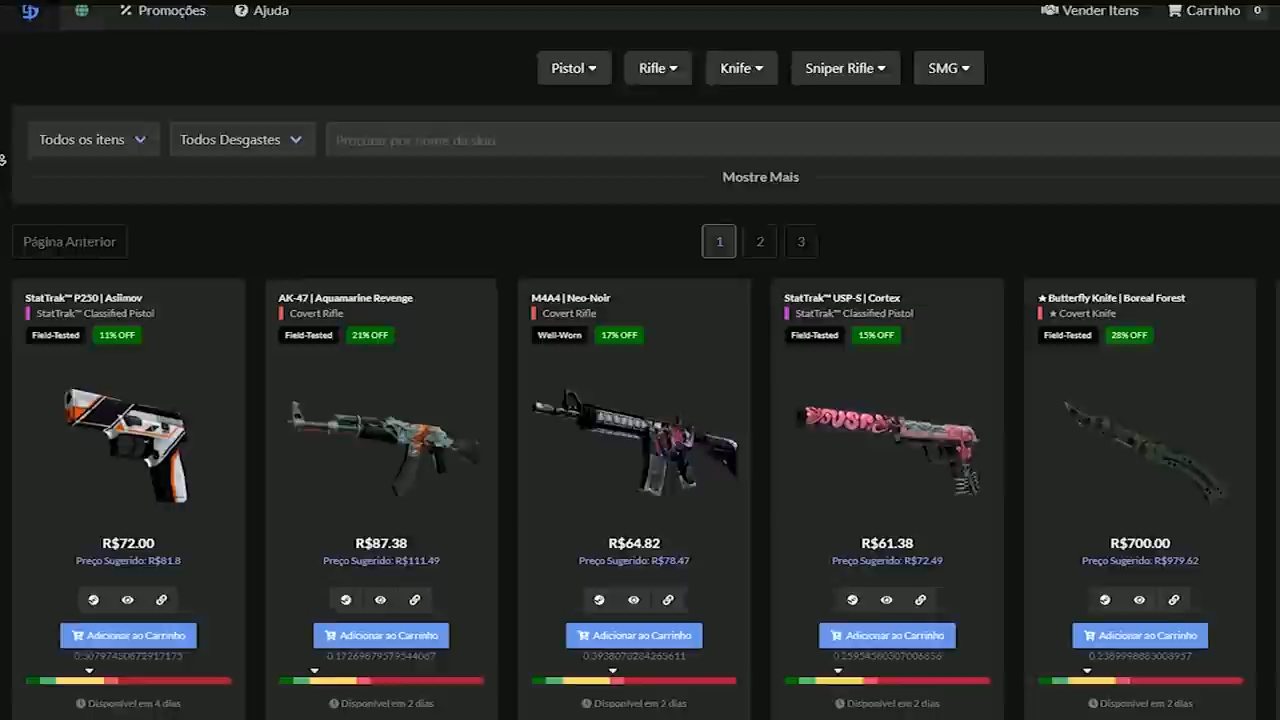 Promoções
Ajuda
Vender Itens
Carrinho 0
Pistol
Rifle
Knife
Sniper Rifle
SMG
Todos os itens
Todos Desgastes
Procurar por nome da skin
Mostre Mais
Página Anterior
1
2
3
StatTrak™ P250 | Asiimov
StatTrak™ Classified Pistol
Field-Tested 11% OFF
R$72.00
Preço Sugerido: R$81.8
Adicionar ao Carrinho
Disponível em 4 dias
AK-47 | Aquamarine Revenge
Covert Rifle
Field-Tested 21% OFF
R$87.38
Preço Sugerido: R$111.49
Adicionar ao Carrinho
Disponível em 2 dias
M4A4 | Neo-Noir
Covert Rifle
Well-Worn 17% OFF
R$64.82
Preço Sugerido: R$78.47
Adicionar ao Carrinho
Disponível em 2 dias
StatTrak™ USP-S | Cortex
StatTrak™ Classified Pistol
Field-Tested 15% OFF
R$61.38
Preço Sugerido: R$72.49
Adicionar ao Carrinho
Disponível em 2 dias
★ Butterfly Knife | Boreal Forest
★ Covert Knife
Field-Tested 28% OFF
R$700.00
Preço Sugerido: R$979.62
Adicionar ao Carrinho
Disponível em 2 dias